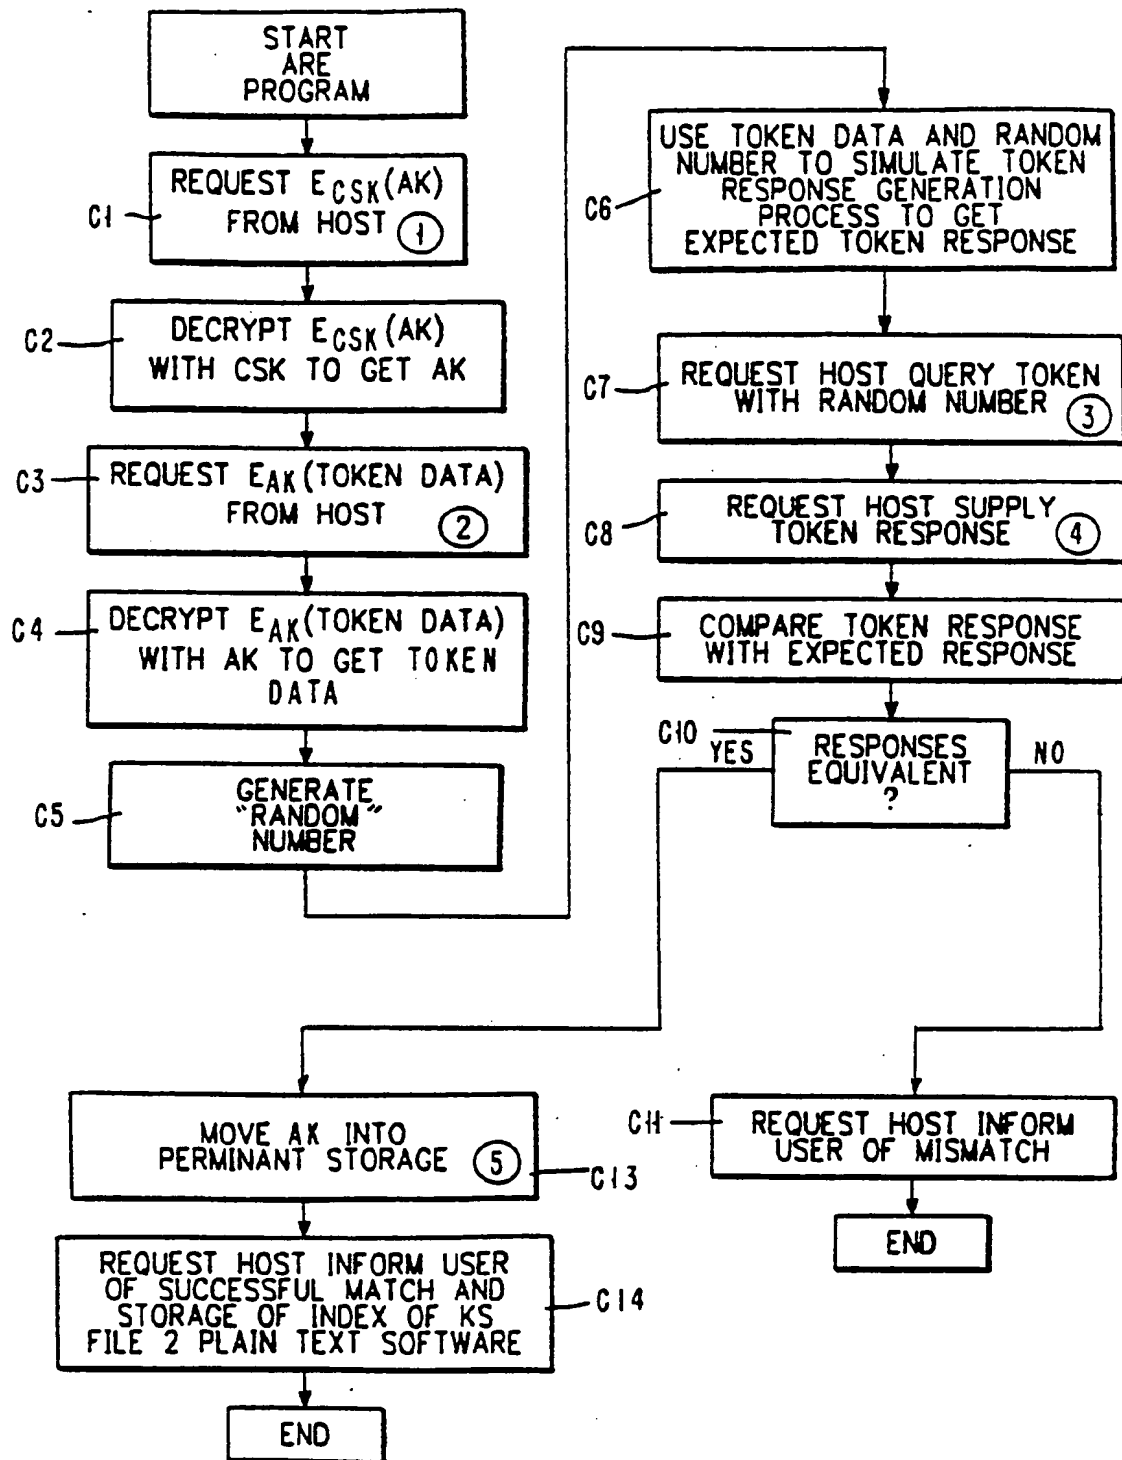 START
ARE
PROGRAM
C1
REQUEST ECSK(AK)
FROM HOST 1
C2
DECRYPT ECSK(AK)
WITH CSK TO GET AK
C3
REQUEST EAK(TOKEN DATA)
FROM HOST 2
C4
DECRYPT EAK(TOKEN DATA)
WITH AK TO GET TOKEN
DATA
C5
GENERATE
"RANDOM"
NUMBER
C6
USE TOKEN DATA AND RANDOM
NUMBER TO SIMULATE TOKEN
RESPONSE GENERATION
PROCESS TO GET
EXPECTED TOKEN RESPONSE
C7
REQUEST HOST QUERY TOKEN
WITH RANDOM NUMBER 3
C8
REQUEST HOST SUPPLY
TOKEN RESPONSE 4
C9
COMPARE TOKEN RESPONSE
WITH EXPECTED RESPONSE
C10
YES
RESPONSES
EQUIVALENT
?
NO
C11
REQUEST HOST INFORM
USER OF MISMATCH
END
MOVE AK INTO
PERMINANT STORAGE 5
C13
REQUEST HOST INFORM USER
OF SUCCESSFUL MATCH AND
STORAGE OF INDEX OF KS
FILE 2 PLAIN TEXT SOFTWARE
C14
END